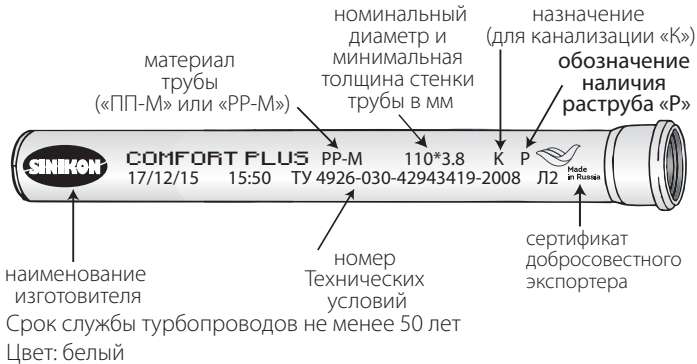 номинальный
диаметр и
минимальная
толщина стенки
трубы в мм
назначение
(для канализации «К»)
материал
трубы
(«ПП-М» или «PP-M»)
обозначение
наличия
раструба «Р»
SINIKON
COMFORT PLUS PP-M 110*3.8 К Р
17/12/15 15:50 ТУ 4926-030-42943419-2008 Л2
Made
in Russia
наименование
изготовителя
номер
Технических
условий
сертификат
добросовестного
экспортера
Срок службы турбопроводов не менее 50 лет
Цвет: белый